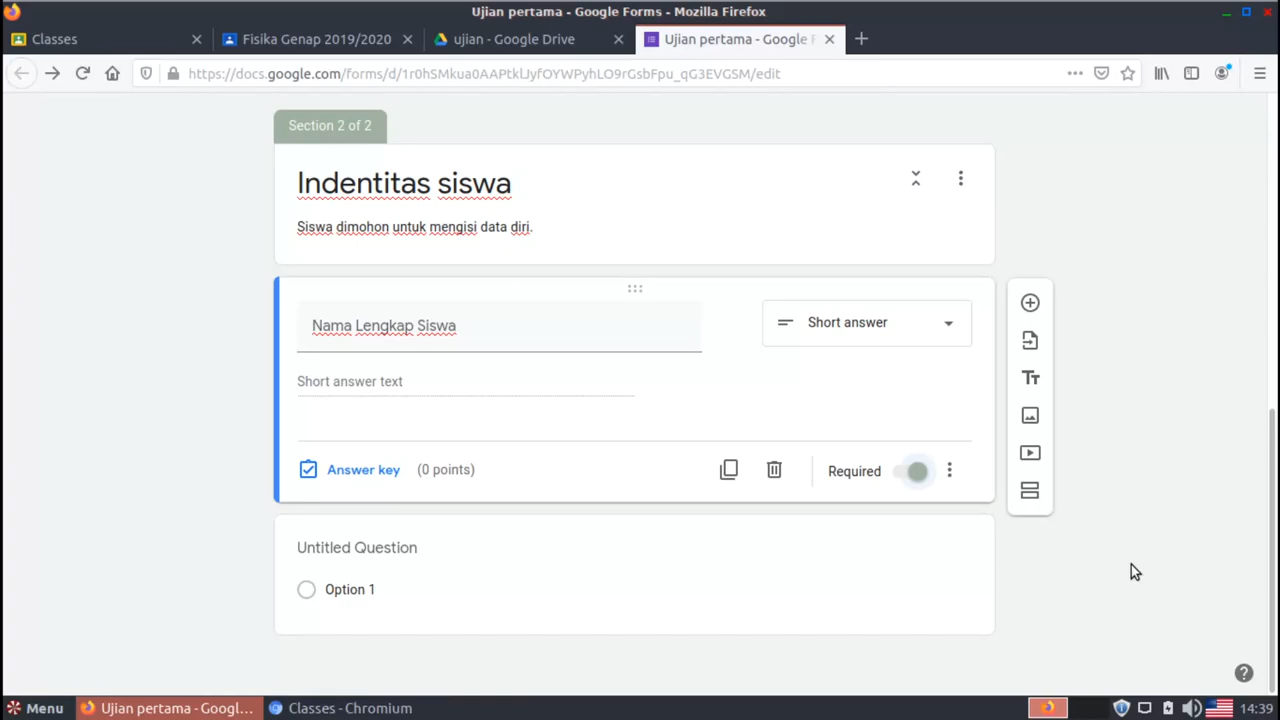 Ujian pertama - Google Forms - Mozilla Firefox
Classes
Fisika Genap 2019/2020
ujian - Google Drive
Ujian pertama - Google F
https://docs.google.com/forms/d/1r0hSMkua0AAPtklJyfOYWPyhLO9rGsbFpu_qG3EVGSM/edit
Section 2 of 2
Indentitas siswa
Siswa dimohon untuk mengisi data diri.
Nama Lengkap Siswa
Short answer
Short answer text
Answer key (0 points)
Required
Untitled Question
Option 1
Menu
Ujian pertama - Googl...
Classes - Chromium
14:39